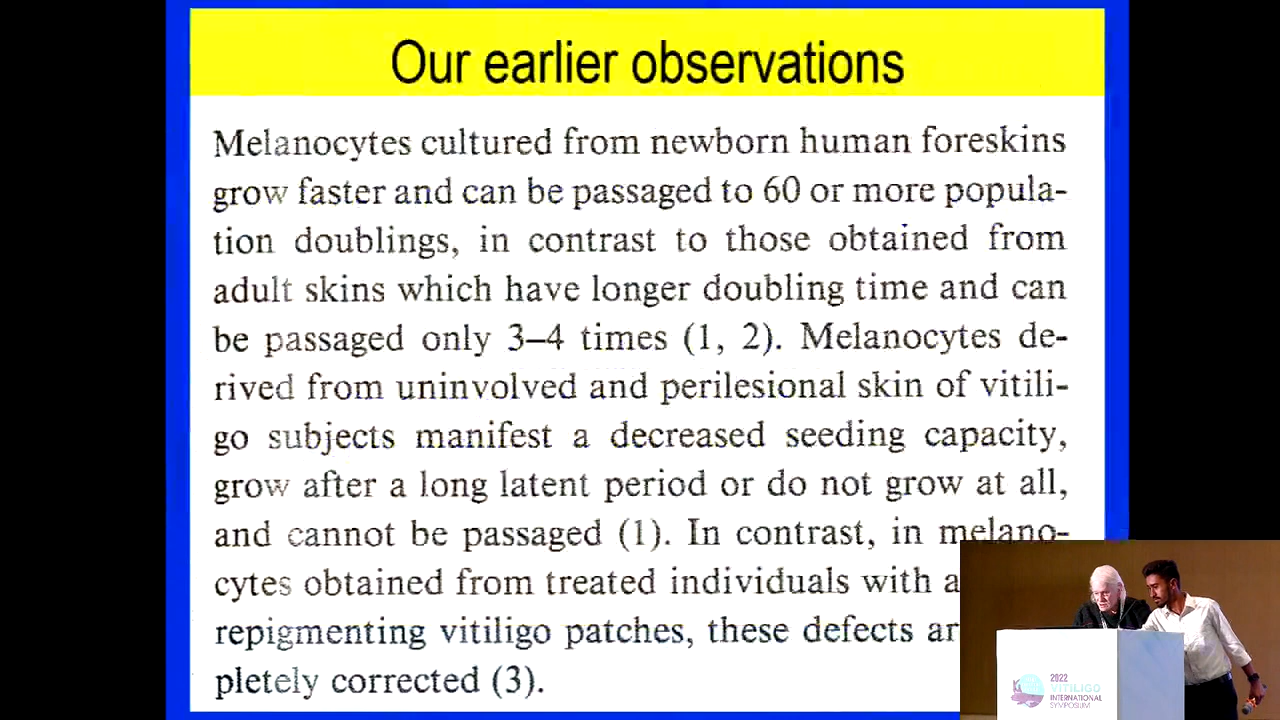 Our earlier observations
Melanocytes cultured from newborn human foreskins
grow faster and can be passaged to 60 or more popula-
tion doublings, in contrast to those obtained from
adult skins which have longer doubling time and can
be passaged only 3–4 times (1, 2). Melanocytes de-
rived from uninvolved and perilesional skin of vitili-
go subjects manifest a decreased seeding capacity,
grow after a long latent period or do not grow at all,
and cannot be passaged (1). In contrast, in melano-
cytes obtained from treated individuals with a
repigmenting vitiligo patches, these defects ar
pletely corrected (3).
2022
VITILIGO
INTERNATIONAL
SYMPOSIUM